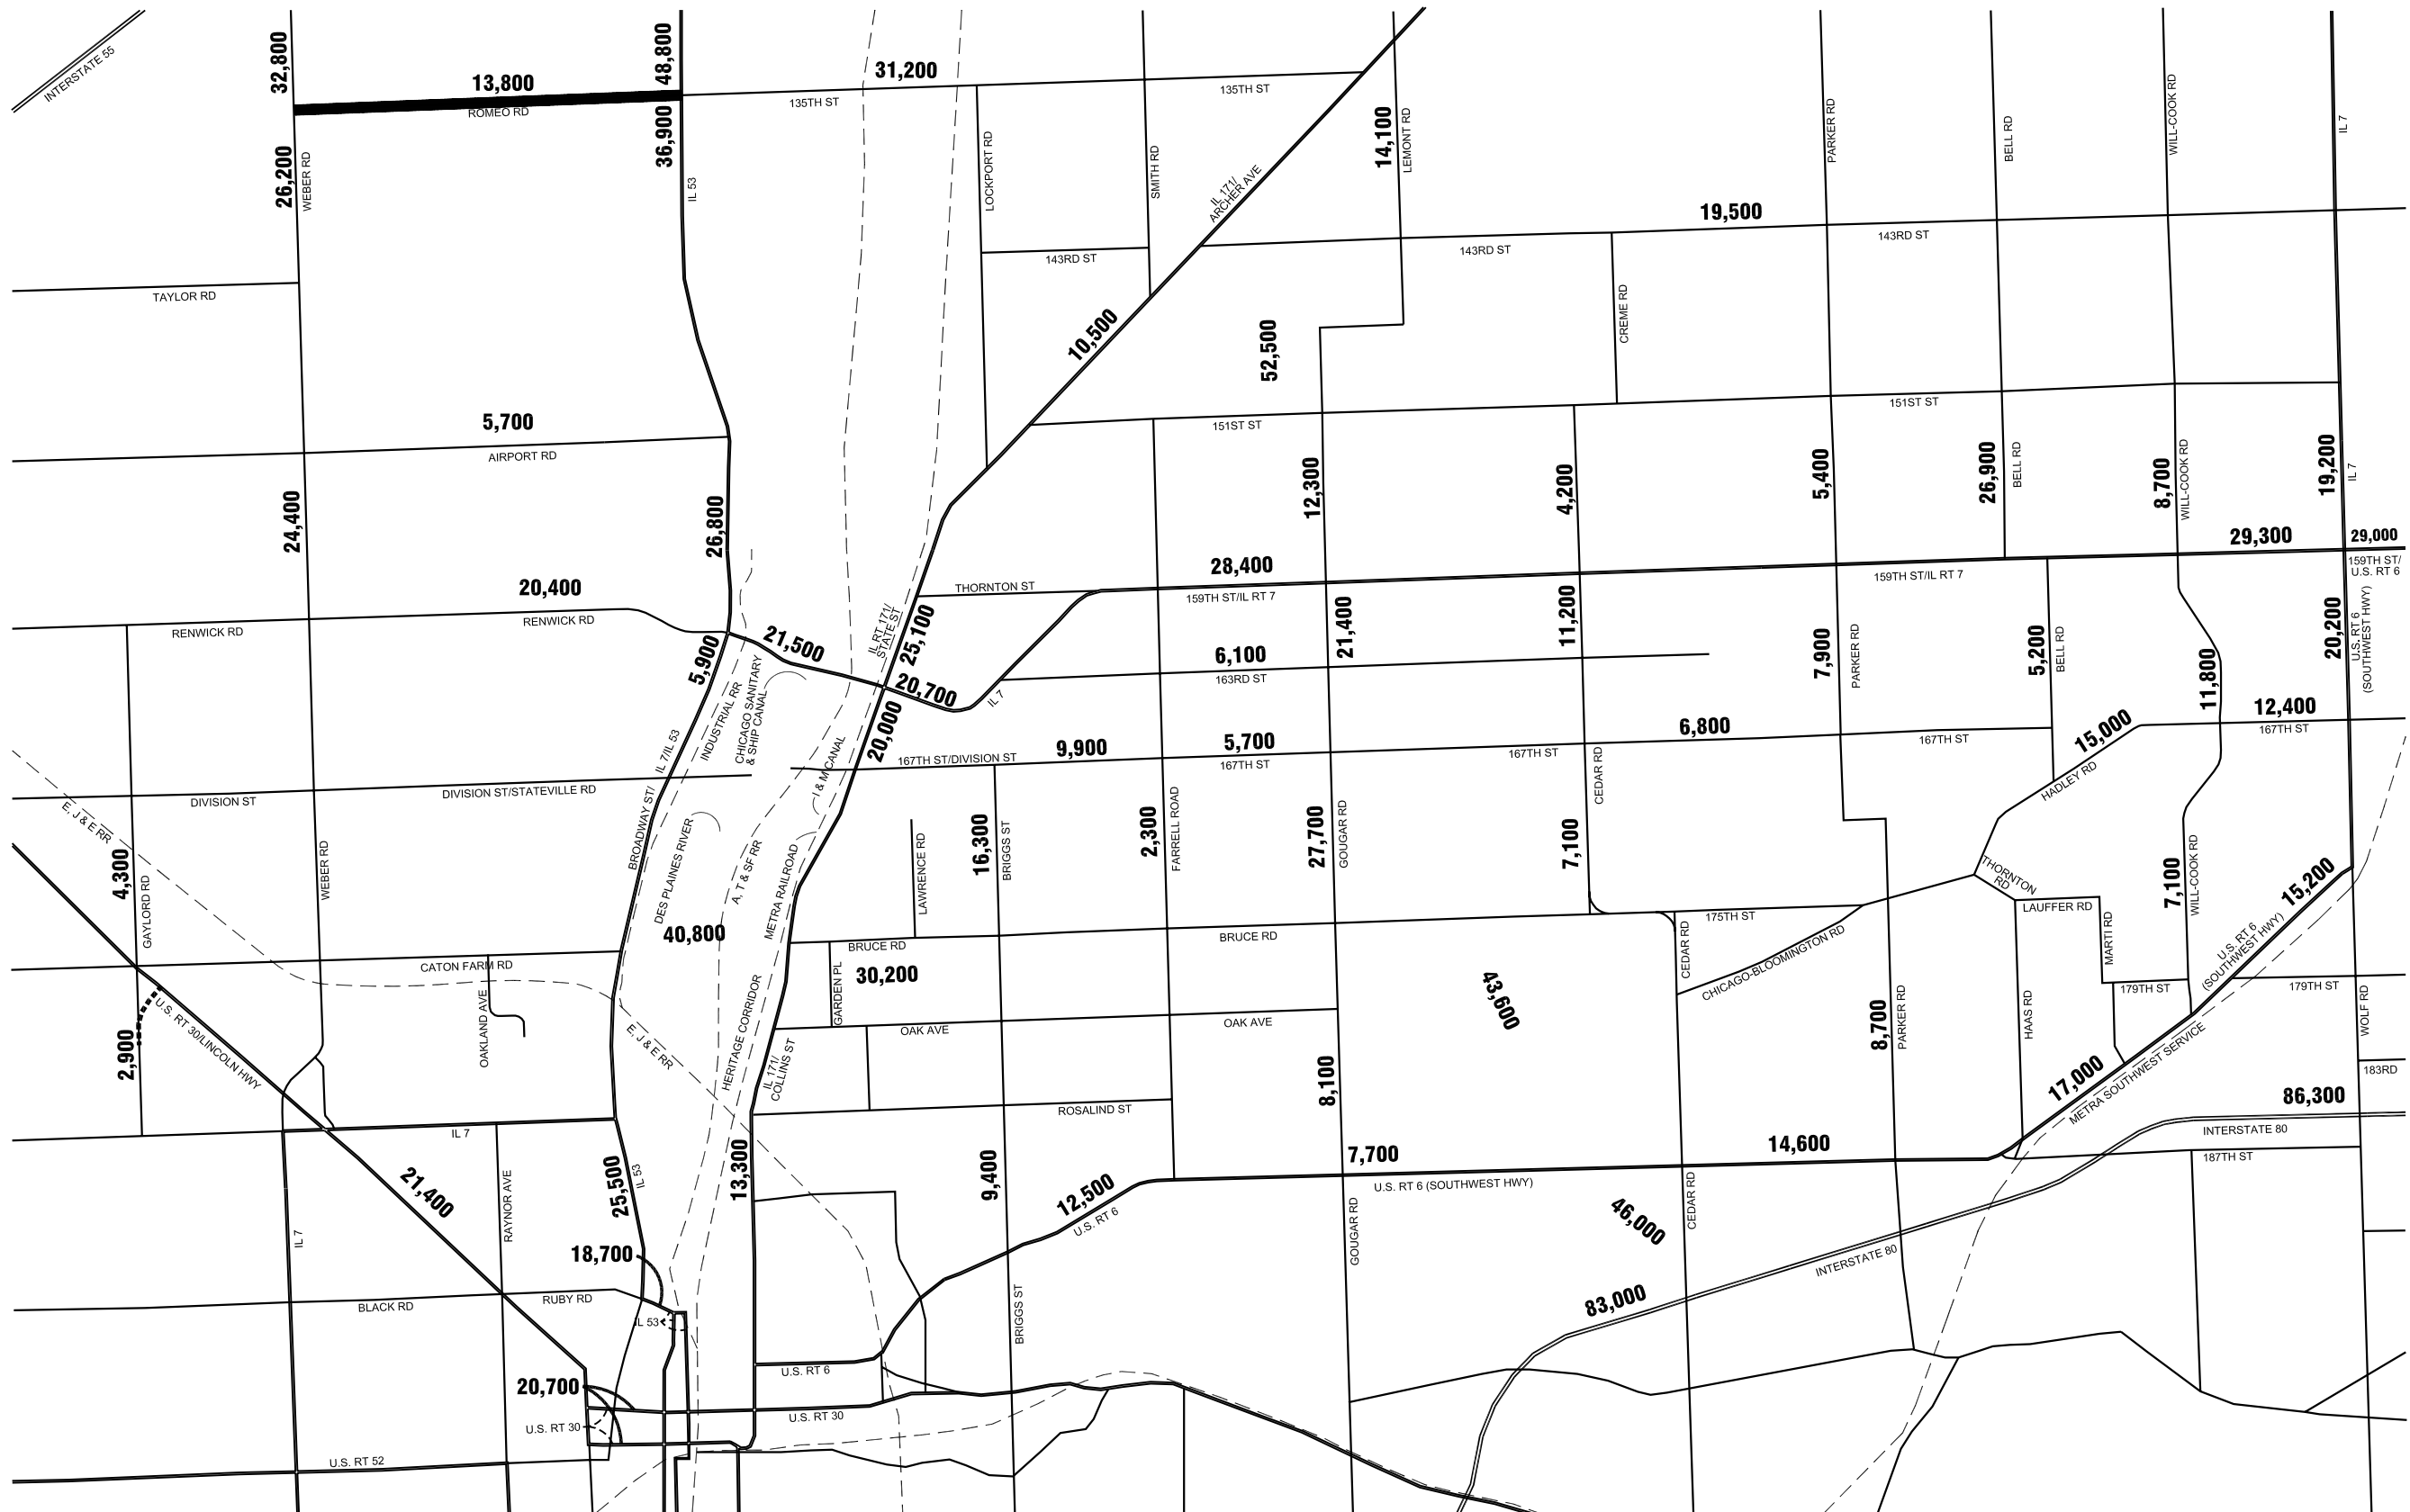 INTERSTATE 55
32,800
48,800
13,800
ROMEO RD
31,200
135TH ST
135TH ST
36,900
26,200
WEBER RD
IL 53
LOCKPORT RD
SMITH RD
IL 171/
ARCHER AVE
14,100
LEMONT RD
PARKER RD
BELL RD
WILL-COOK RD
IL 7
19,500
143RD ST
143RD ST
143RD ST
TAYLOR RD
10,500
52,500
CREME RD
151ST ST
151ST ST
5,700
AIRPORT RD
24,400
26,800
12,300
4,200
5,400
26,900
BELL RD
8,700
WILL-COOK RD
19,200
IL 7
29,300
29,000
159TH ST/
U.S. RT 6
20,400
RENWICK RD
RENWICK RD
THORNTON ST
28,400
159TH ST/IL RT 7
159TH ST/IL RT 7
5,900
21,500
IL RT 171/
STATE ST
25,100
20,700
IL 7
6,100
163RD ST
21,400
11,200
7,900
PARKER RD
5,200
BELL RD
11,800
20,200
U.S. RT 6
(SOUTHWEST HWY)
INDUSTRIAL RR
CHICAGO SANITARY
& SHIP CANAL
20,000
I & M CANAL
167TH ST/DIVISION ST
9,900
5,700
167TH ST
167TH ST
6,800
167TH ST
15,000
HADLEY RD
12,400
167TH ST
IL 7/IL 53
BROADWAY ST/
E, J & E RR
DIVISION ST
DIVISION ST/STATEVILLE RD
4,300
GAYLORD RD
WEBER RD
DES PLAINES RIVER
A, T & SF RR
METRA RAILROAD
HERITAGE CORRIDOR
LAWRENCE RD
16,300
BRIGGS ST
2,300
FARRELL ROAD
27,700
GOUGAR RD
7,100
CEDAR RD
THORNTON
RD
7,100
WILL-COOK RD
15,200
U.S. RT 6
(SOUTHWEST HWY)
40,800
BRUCE RD
BRUCE RD
175TH ST
CEDAR RD
CHICAGO-BLOOMINGTON RD
LAUFFER RD
MARTI RD
CATON FARM RD
30,200
GARDEN PL
43,600
179TH ST
179TH ST
WOLF RD
2,900
U.S. RT 30/LINCOLN HWY
OAKLAND AVE
E, J & E RR
IL 171/
COLLINS ST
OAK AVE
OAK AVE
8,700
PARKER RD
HAAS RD
8,100
17,000
METRA SOUTHWEST SERVICE
183RD
86,300
INTERSTATE 80
187TH ST
ROSALIND ST
IL 7
21,400
RAYNOR AVE
25,500
IL 53
13,300
9,400
12,500
U.S. RT 6
7,700
U.S. RT 6 (SOUTHWEST HWY)
14,600
CEDAR RD
46,000
GOUGAR RD
INTERSTATE 80
83,000
IL 7
18,700
BLACK RD
RUBY RD
IL 53
BRIGGS ST
20,700
U.S. RT 6
U.S. RT 30
U.S. RT 30
U.S. RT 52